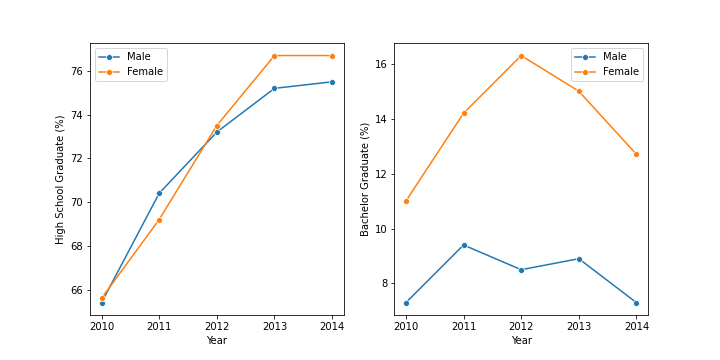 Male
Female
76
74
72
70
68
66
High School Graduate (%)
2010 2011 2012 2013 2014
Year
Male
Female
16
14
12
10
8
Bachelor Graduate (%)
2010 2011 2012 2013 2014
Year